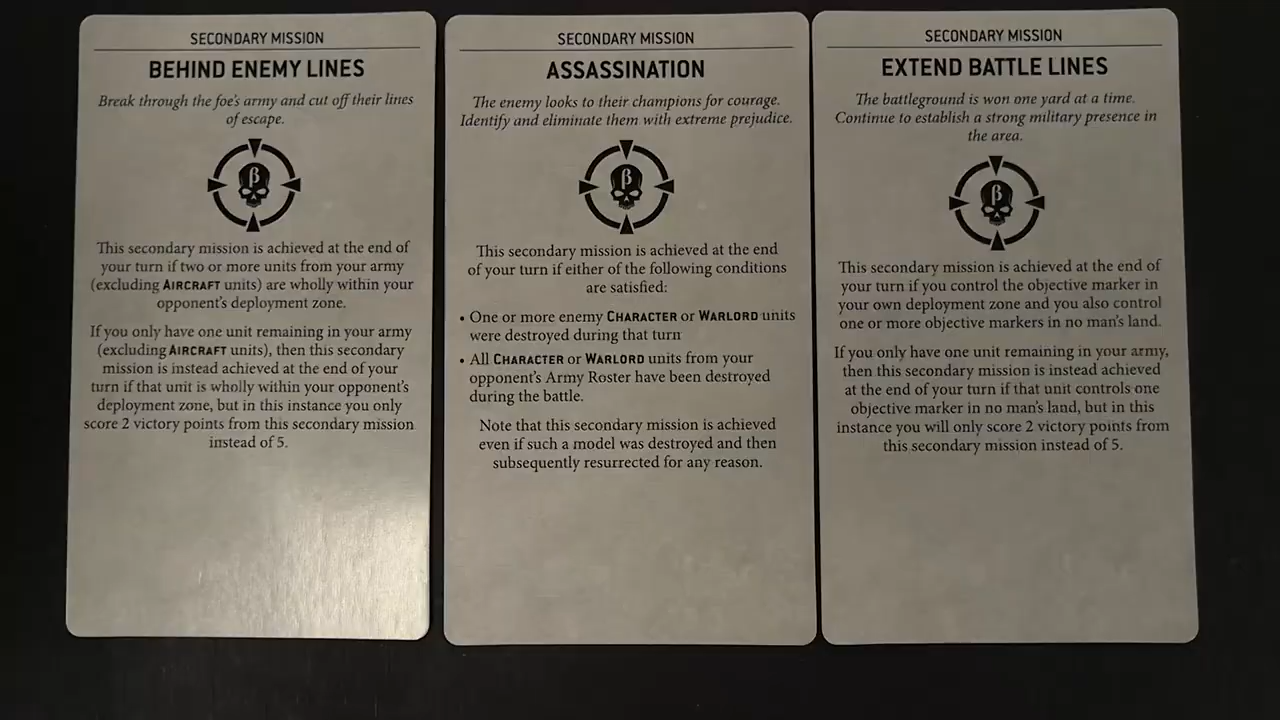 SECONDARY MISSION
BEHIND ENEMY LINES
Break through the foe's army and cut off their lines
of escape.
β
This secondary mission is achieved at the end of
your turn if two or more units from your army
(excluding AIRCRAFT units) are wholly within your
opponent's deployment zone.
If you only have one unit remaining in your army
(excluding AIRCRAFT units), then this secondary
mission is instead achieved at the end of your
turn if that unit is wholly within your opponent's
deployment zone, but in this instance you only
score 2 victory points from this secondary mission
instead of 5.
SECONDARY MISSION
ASSASSINATION
The enemy looks to their champions for courage.
Identify and eliminate them with extreme prejudice.
β
This secondary mission is achieved at the end
of your turn if either of the following conditions
are satisfied:
• One or more enemy CHARACTER or WARLORD units
were destroyed during that turn
• All CHARACTER or WARLORD units from your
opponent's Army Roster have been destroyed
during the battle.
Note that this secondary mission is achieved
even if such a model was destroyed and then
subsequently resurrected for any reason.
SECONDARY MISSION
EXTEND BATTLE LINES
The battleground is won one yard at a time.
Continue to establish a strong military presence in
the area.
β
This secondary mission is achieved at the end of
your turn if you control the objective marker in
your own deployment zone and you also control
one or more objective markers in no man's land.
If you only have one unit remaining in your army,
then this secondary mission is instead achieved
at the end of your turn if that unit controls one
objective marker in no man's land, but in this
instance you will only score 2 victory points from
this secondary mission instead of 5.